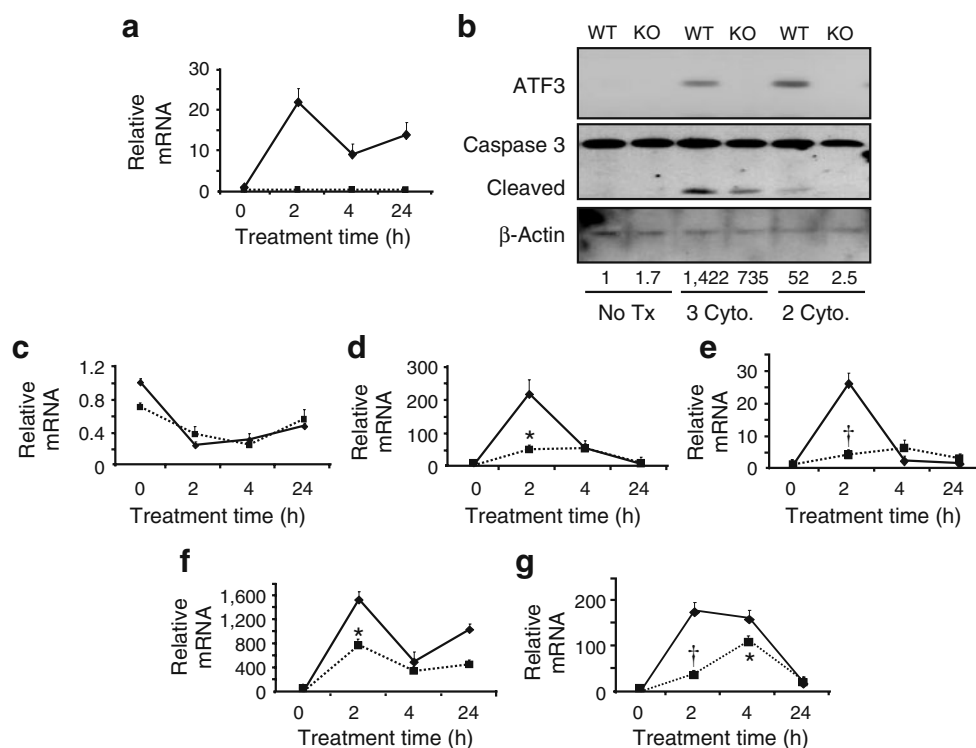 a
Relative mRNA
30
20
10
0
0 2 4 24
Treatment time (h)
b
WT KO WT KO WT KO
ATF3
Caspase 3
Cleaved
β-Actin
1 1.7 1,422 735 52 2.5
No Tx 3 Cyto. 2 Cyto.
c
Relative mRNA
1.2
0.8
0.4
0
0 2 4 24
Treatment time (h)
d
Relative mRNA
300
200
100
0
*
0 2 4 24
Treatment time (h)
e
Relative mRNA
30
20
10
0
†
0 2 4 24
Treatment time (h)
f
Relative mRNA
1,600
1,200
800
400
0
*
0 2 4 24
Treatment time (h)
g
Relative mRNA
200
100
0
† *
0 2 4 24
Treatment time (h)